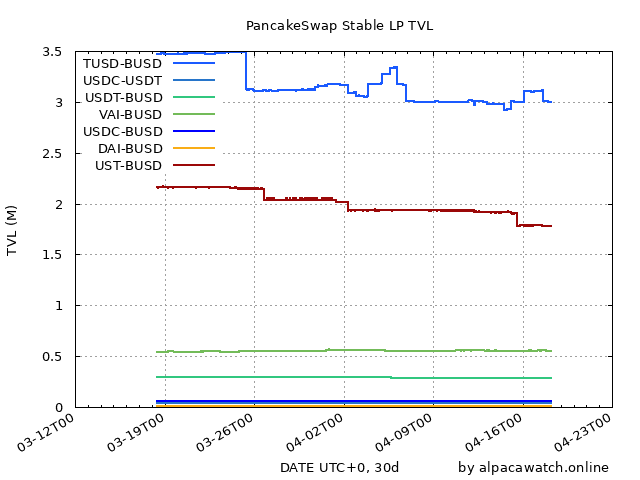 PancakeSwap Stable LP TVL
3.5
3
2.5
2
1.5
1
0.5
0
TVL (M)
TUSD-BUSD
USDC-USDT
USDT-BUSD
VAI-BUSD
USDC-BUSD
DAI-BUSD
UST-BUSD
03-12T00 03-19T00 03-26T00 04-02T00 04-09T00 04-16T00 04-23T00
DATE UTC+0, 30d by alpacawatch.online